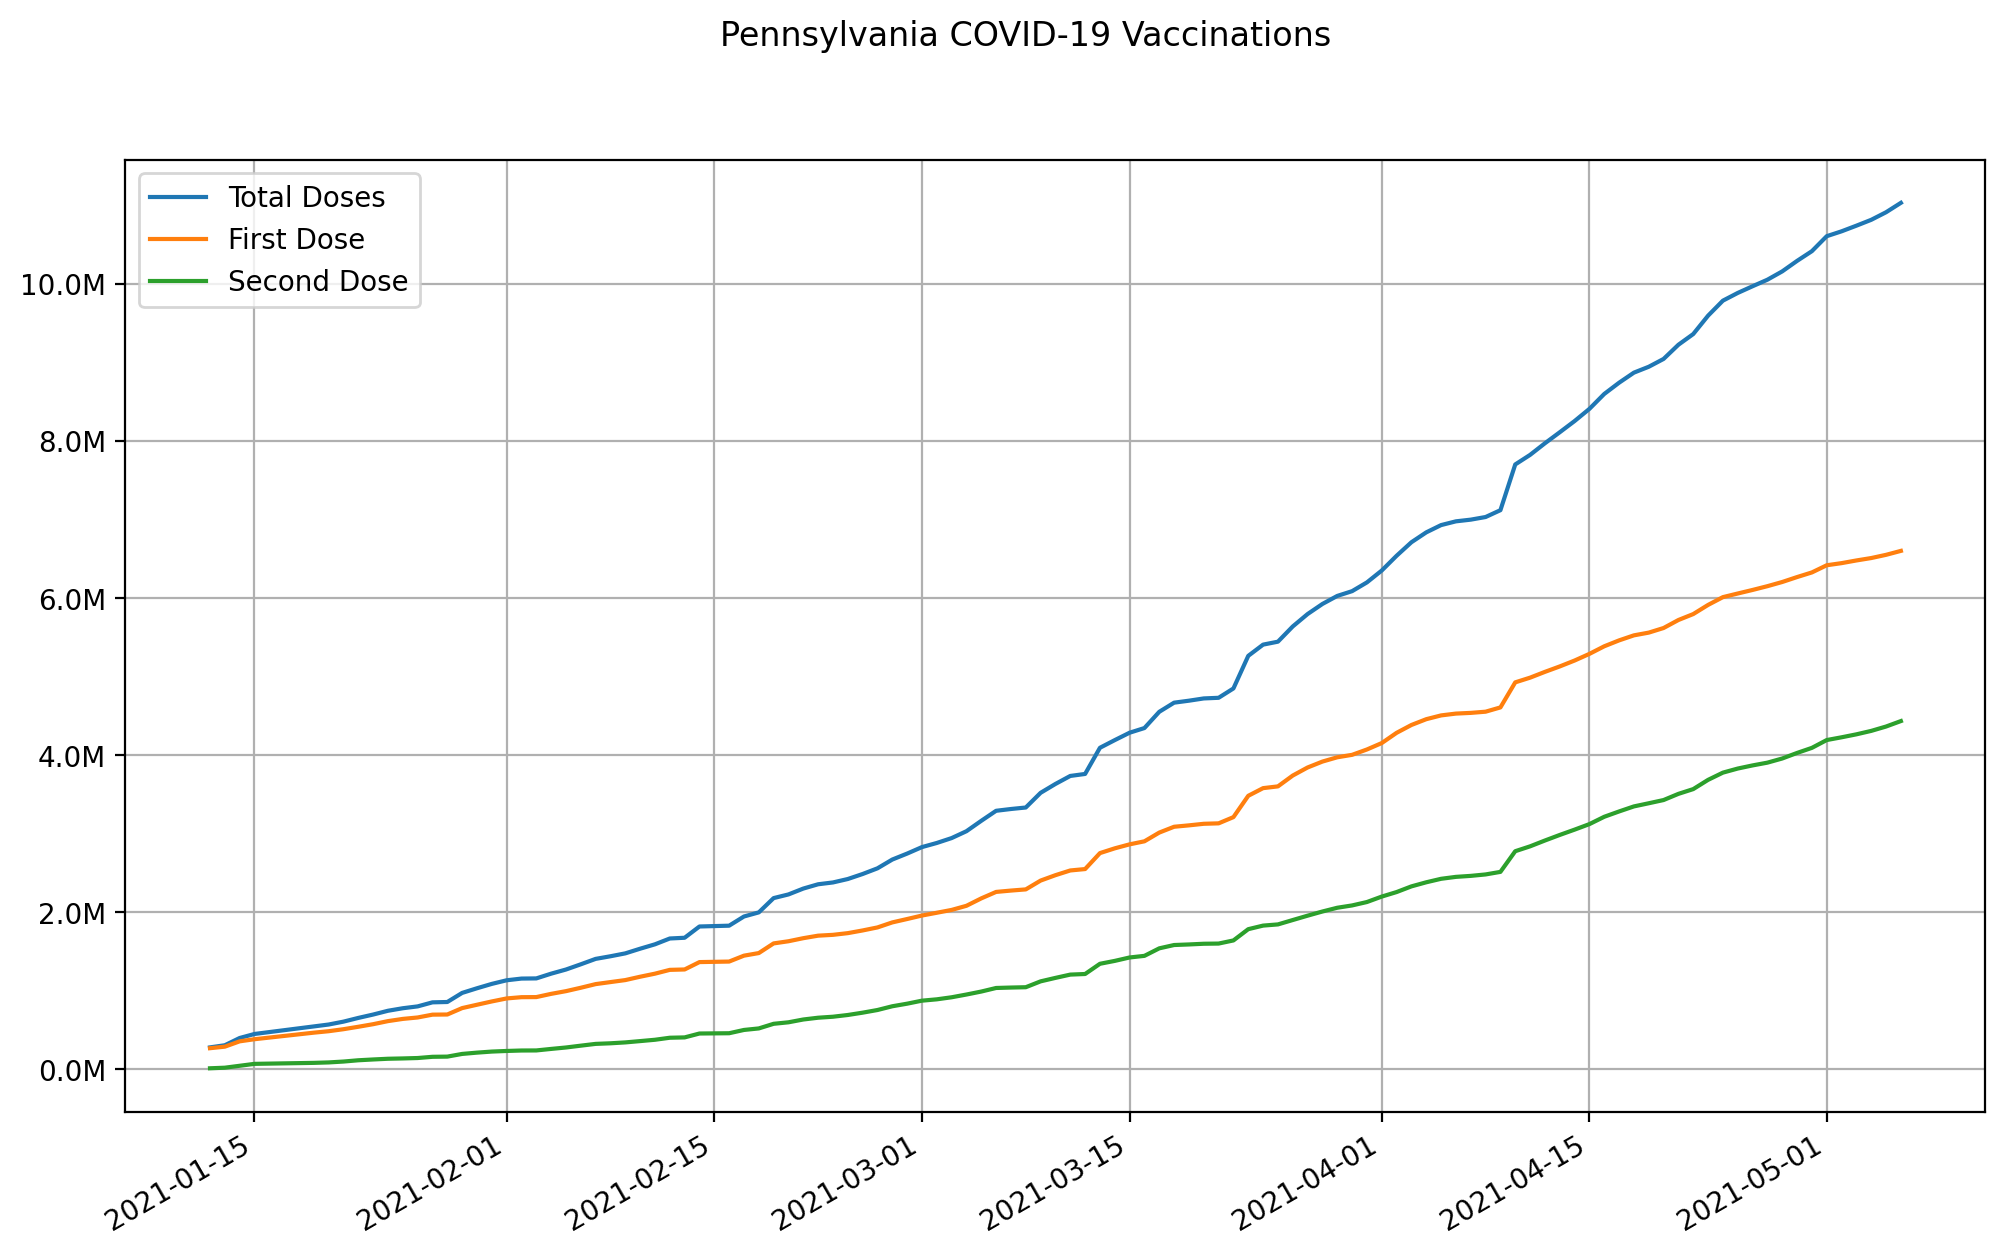 Pennsylvania COVID-19 Vaccinations
Total Doses
First Dose
Second Dose
10.0M
8.0M
6.0M
4.0M
2.0M
0.0M
2021-01-15
2021-02-01
2021-02-15
2021-03-01
2021-03-15
2021-04-01
2021-04-15
2021-05-01